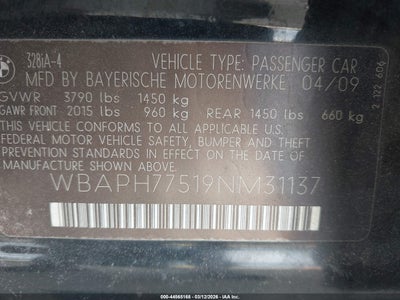 328iA-4
VEHICLE TYPE: PASSENGER CAR
MFD BY BAYERISCHE MOTORENWERKE 04/09
GVWR 3790 lbs 1450 kg
GAWR FRONT 2015 lbs 960 kg REAR 1450 lbs 660 kg
THIS VEHICLE CONFORMS TO ALL APPLICABLE
FEDERAL MOTOR VEHICLE SAFETY, BUMPER AND THEFT
PREVENTION STANDARDS IN EFFECT ON THE DATE OF
MANUFACTURE SHOWN ABOVE.
WBAPH77519NM31137
000-44565168 - 03/12/2026 - IAA Inc.